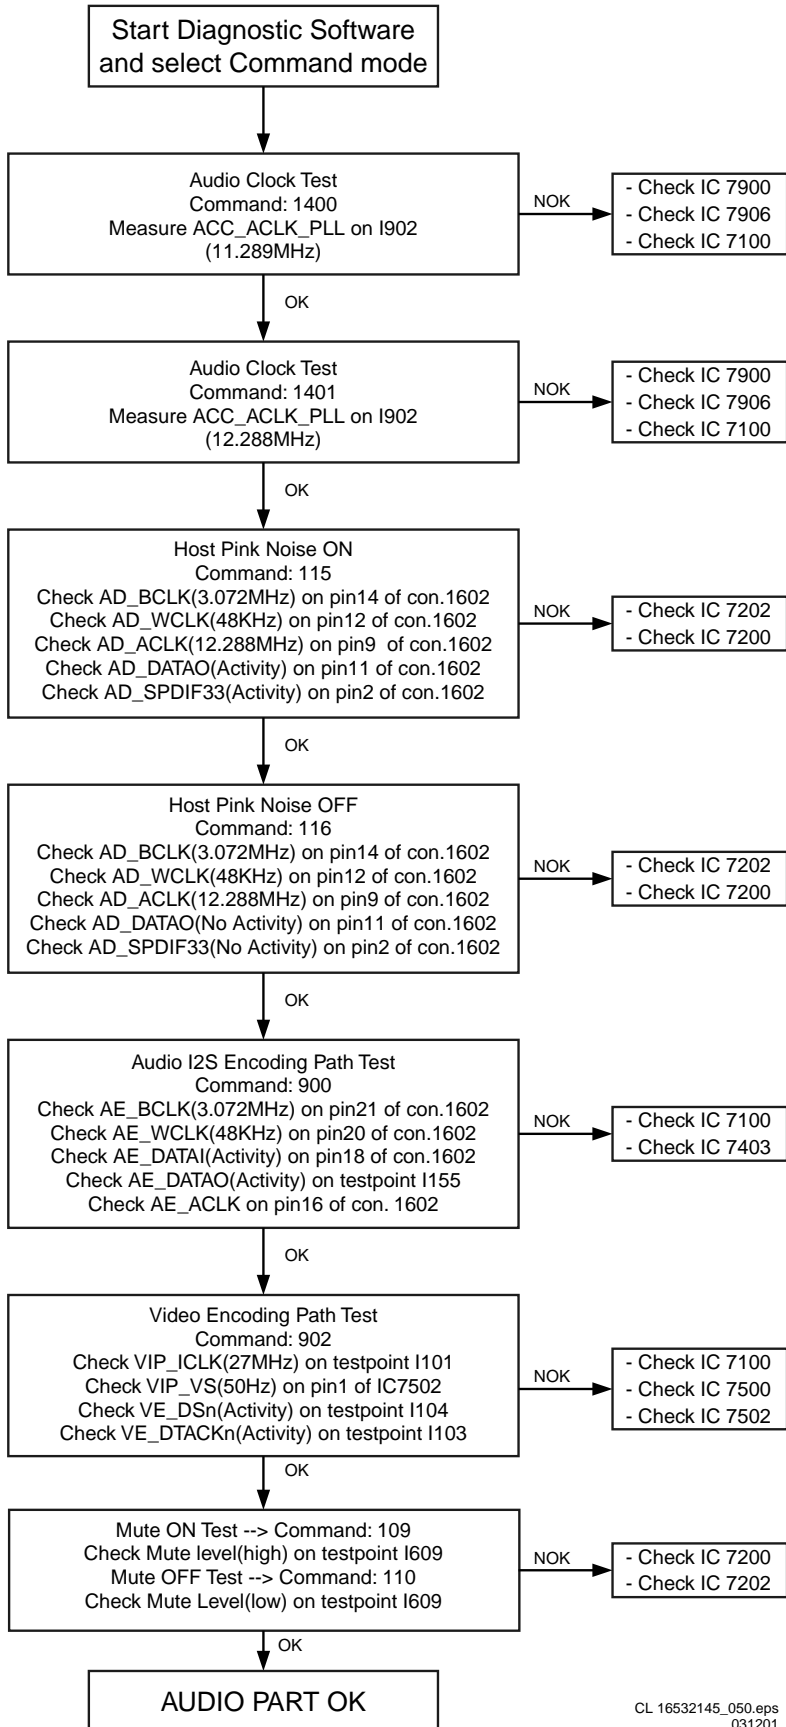 Start Diagnostic Software
and select Command mode
Audio Clock Test
Command: 1400
Measure ACC_ACLK_PLL on I902
(11.289MHz)
NOK
- Check IC 7900
- Check IC 7906
- Check IC 7100
OK
Audio Clock Test
Command: 1401
Measure ACC_ACLK_PLL on I902
(12.288MHz)
NOK
- Check IC 7900
- Check IC 7906
- Check IC 7100
OK
Host Pink Noise ON
Command: 115
Check AD_BCLK(3.072MHz) on pin14 of con.1602
Check AD_WCLK(48KHz) on pin12 of con.1602
Check AD_ACLK(12.288MHz) on pin9  of con.1602
Check AD_DATAO(Activity) on pin11 of con.1602
Check AD_SPDIF33(Activity) on pin2 of con.1602
NOK
- Check IC 7202
- Check IC 7200
OK
Host Pink Noise OFF
Command: 116
Check AD_BCLK(3.072MHz) on pin14 of con.1602
Check AD_WCLK(48KHz) on pin12 of con.1602
Check AD_ACLK(12.288MHz) on pin9 of con.1602
Check AD_DATAO(No Activity) on pin11 of con.1602
Check AD_SPDIF33(No Activity) on pin2 of con.1602
NOK
- Check IC 7202
- Check IC 7200
OK
Audio I2S Encoding Path Test
Command: 900
Check AE_BCLK(3.072MHz) on pin21 of con.1602
Check AE_WCLK(48KHz) on pin20 of con.1602
Check AE_DATAI(Activity) on pin18 of con.1602
Check AE_DATAO(Activity) on testpoint I155
Check AE_ACLK on pin16 of con. 1602
NOK
- Check IC 7100
- Check IC 7403
OK
Video Encoding Path Test
Command: 902
Check VIP_ICLK(27MHz) on testpoint I101
Check VIP_VS(50Hz) on pin1 of IC7502
Check VE_DSn(Activity) on testpoint I104
Check VE_DTACKn(Activity) on testpoint I103
NOK
- Check IC 7100
- Check IC 7500
- Check IC 7502
OK
Mute ON Test --> Command: 109
Check Mute level(high) on testpoint I609
Mute OFF Test --> Command: 110
Check Mute Level(low) on testpoint I609
NOK
- Check IC 7200
- Check IC 7202
OK
AUDIO PART OK
CL 16532145_050.eps
031201